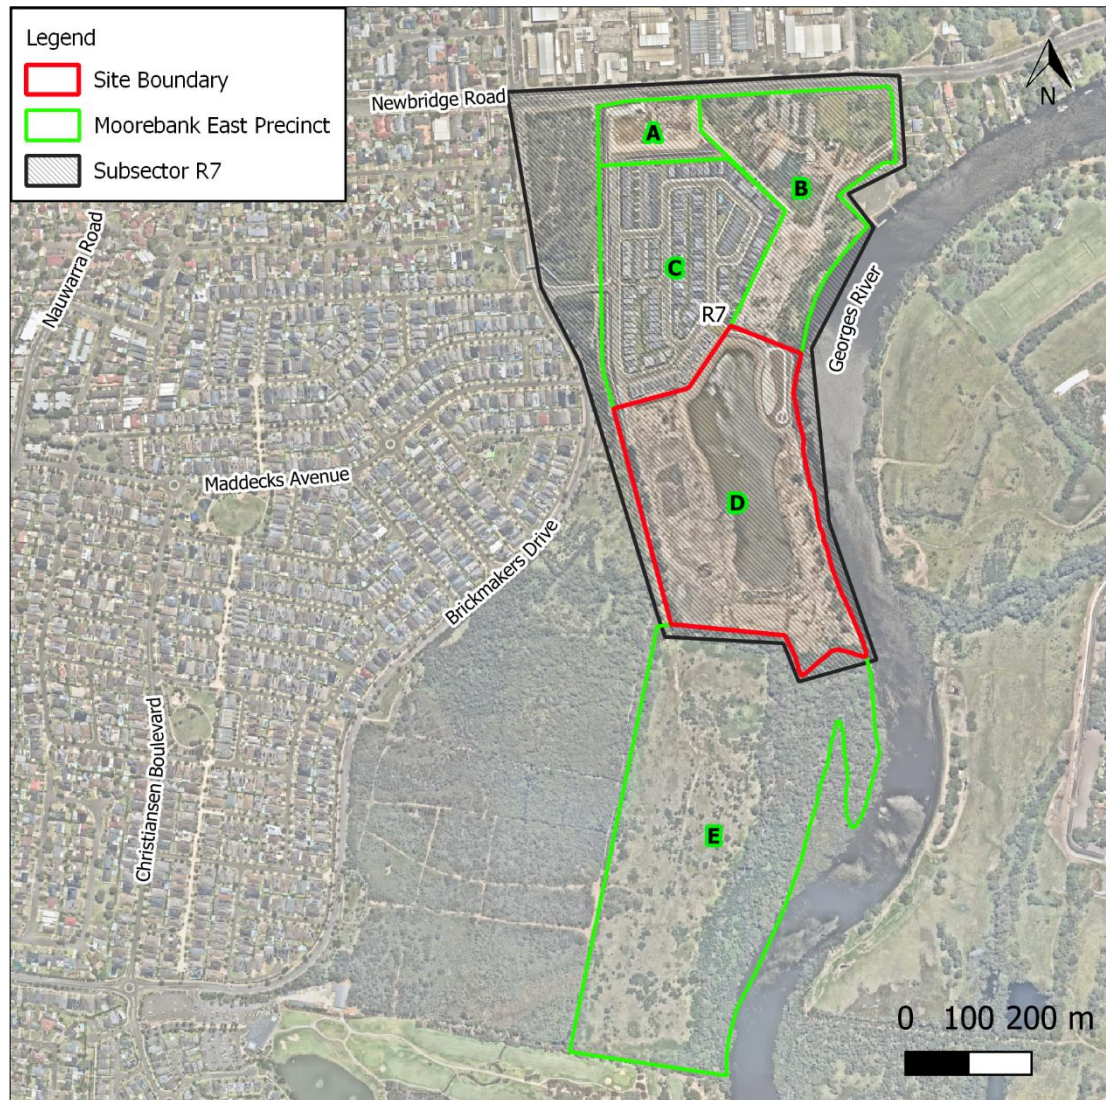 Legend
Site Boundary
Moorebank East Precinct
Subsector R7
Newbridge Road
N
A
B
Nauwarra Road
C
R7
Georges River
Maddecks Avenue
D
Brickmakers Drive
Christiansen Boulevard
E
0 100 200 m